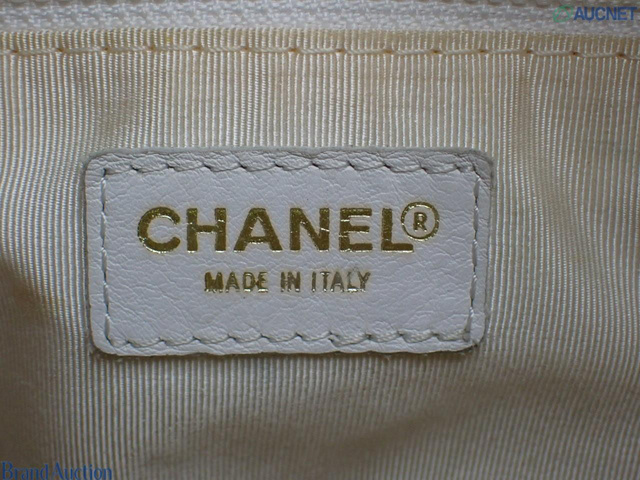 AUCNET
CHANEL®
MADE IN ITALY
Brand Auction